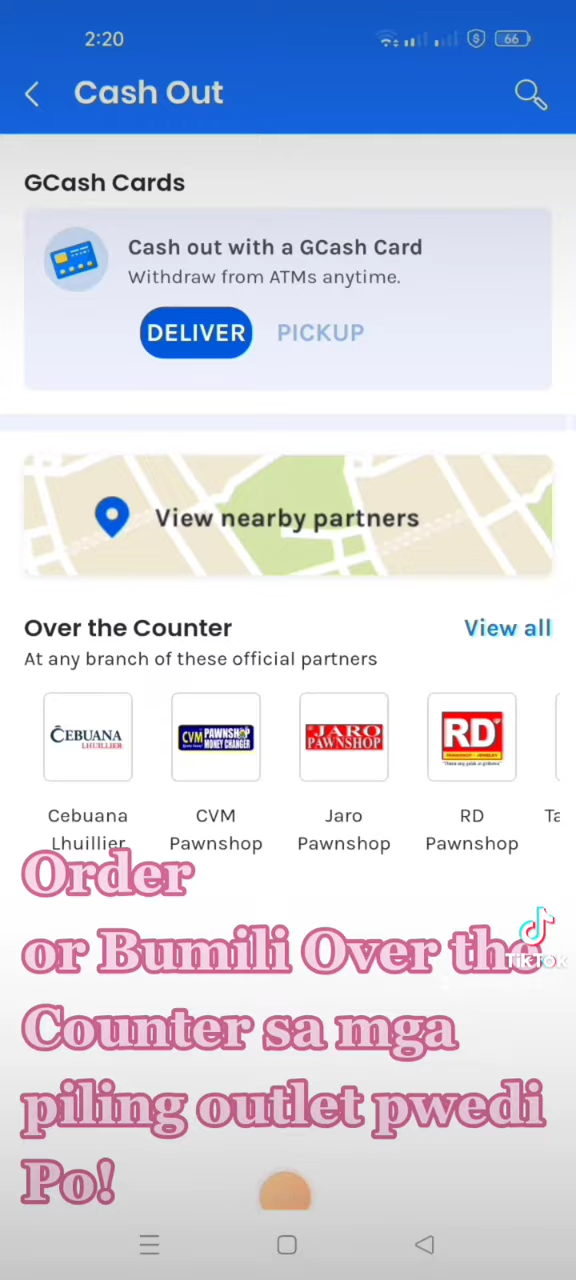 2:20
66
Cash Out
GCash Cards
Cash out with a GCash Card
Withdraw from ATMs anytime.
DELIVER PICKUP
View nearby partners
Over the Counter View all
At any branch of these official partners
CEBUANA
LHUILLIER
CVM PAWNSHOP
MONEY CHANGER
JARO
PAWNSHOP
RD
Cebuana
Lhuillier
CVM
Pawnshop
Jaro
Pawnshop
RD
Pawnshop
Ta
Order
or Bumili Over the
Counter sa mga
piling outlet pwedi
Po!
TikTok